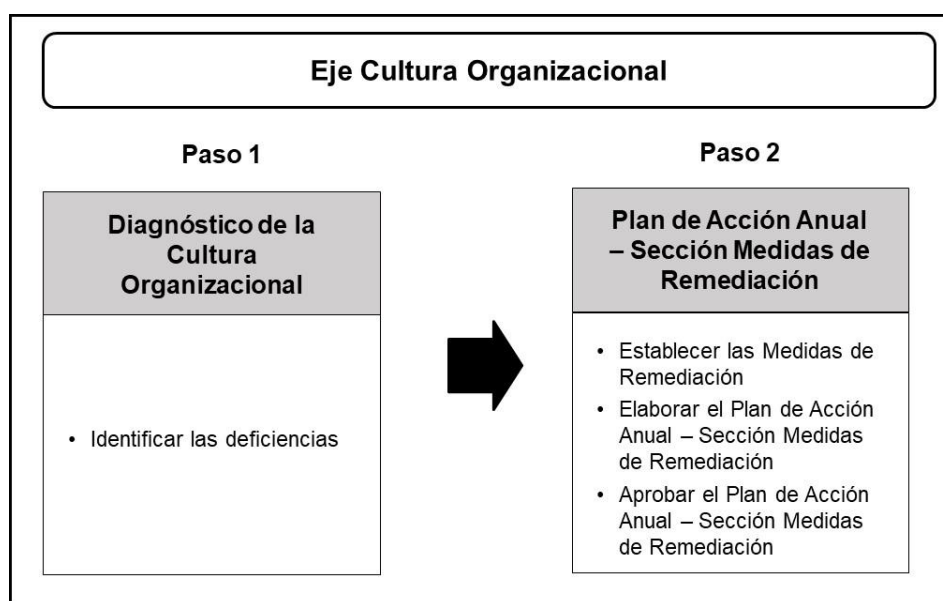 Eje Cultura Organizacional
Paso 1
Diagnóstico de la
Cultura
Organizacional
• Identificar las deficiencias
Paso 2
Plan de Acción Anual
– Sección Medidas de
Remediación
• Establecer las Medidas de
Remediación
• Elaborar el Plan de Acción
Anual – Sección Medidas
de Remediación
• Aprobar el Plan de Acción
Anual – Sección Medidas
de Remediación